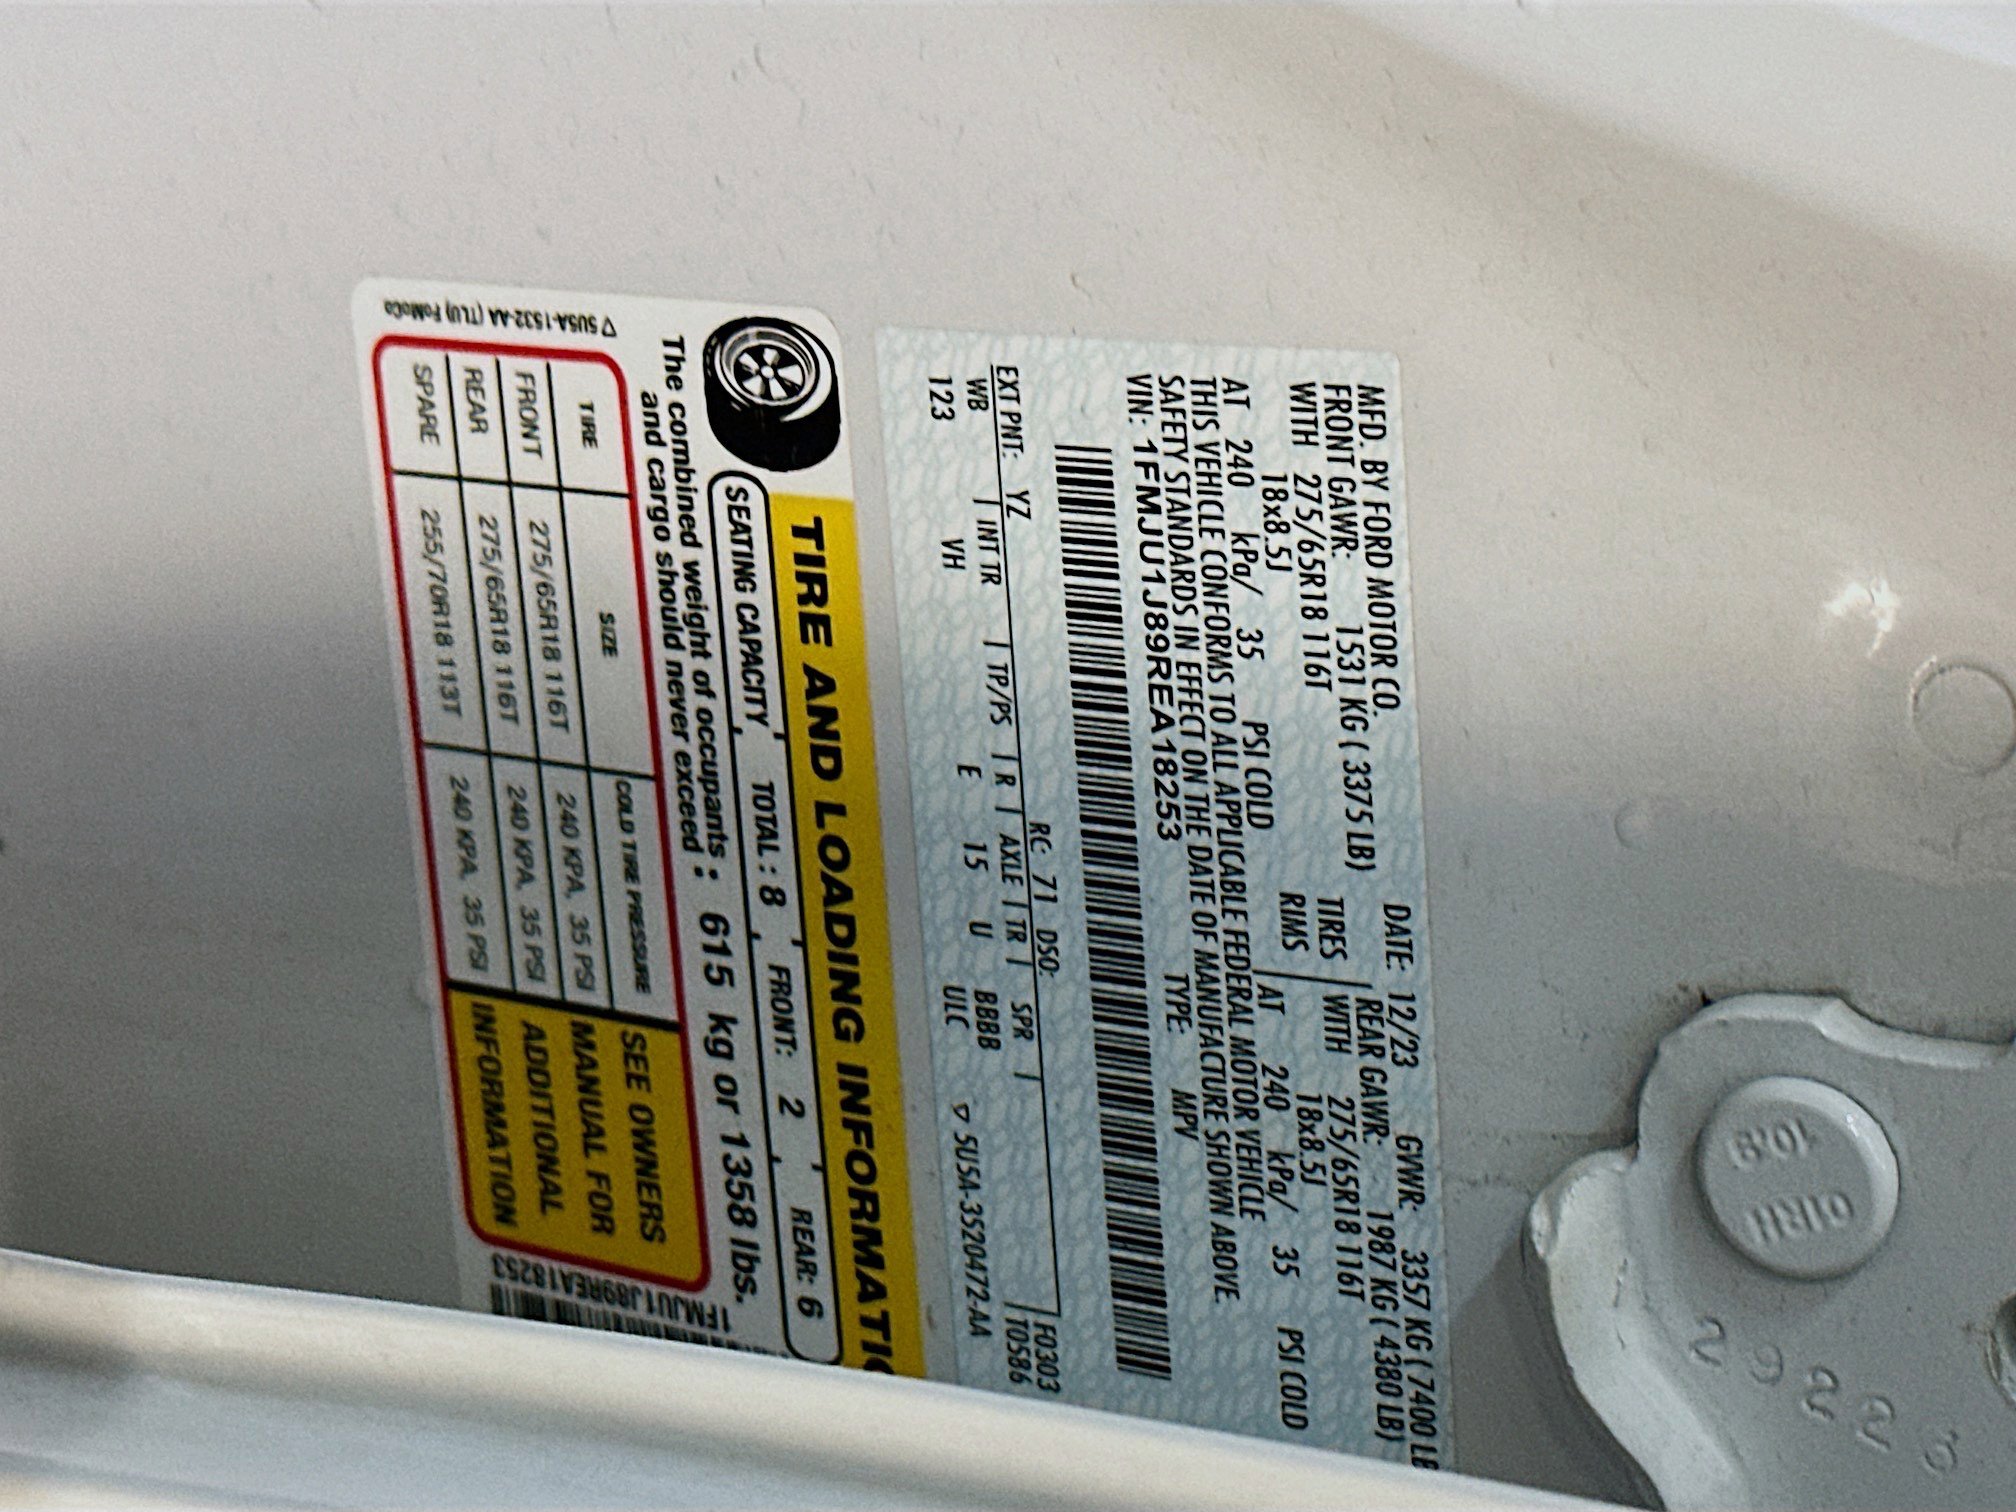 MFD. BY FORD MOTOR CO.
DATE: 12/23 GVWR: 3357 KG ( 7400 LB
FRONT GAWR: 1531 KG ( 3375 LB) REAR GAWR: 1987 KG ( 4380 LB)
WITH 275/65R18 116T TIRES WITH 275/65R18 116T
18x8.5J RIMS 18x8.5J
AT 240 kPa/ 35 PSI COLD AT 240 kPa/ 35 PSI COLD
THIS VEHICLE CONFORMS TO ALL APPLICABLE FEDERAL MOTOR VEHICLE
SAFETY STANDARDS IN EFFECT ON THE DATE OF MANUFACTURE SHOWN ABOVE.
VIN: 1FMJU1J89REA18253 TYPE: MPV
F0303
T0586
EXT PNT: YZ RC: 71 DSO:
WB | INT TR | TP/PS | R | AXLE | TR | SPR |
123 VH E 15 U BBBB
ULC ▽ 5U5A-3520472-AA
TIRE AND LOADING INFORMATI
SEATING CAPACITY TOTAL : 8 FRONT: 2 REAR: 6
The combined weight of occupants : 615 kg or 1358 lbs.
and cargo should never exceed
TIRE SIZE COLD TIRE PRESSURE
FRONT 275/65R18 116T 240 KPA, 35 PSI
REAR 275/65R18 116T 240 KPA, 35 PSI
SPARE 255/70R18 113T 240 KPA, 35 PSI
SEE OWNERS
MANUAL FOR
ADDITIONAL
INFORMATION
▽ 5U5A-1532-AA (TLU) FoMoCo
1FMJU1J89REA18253
10.9